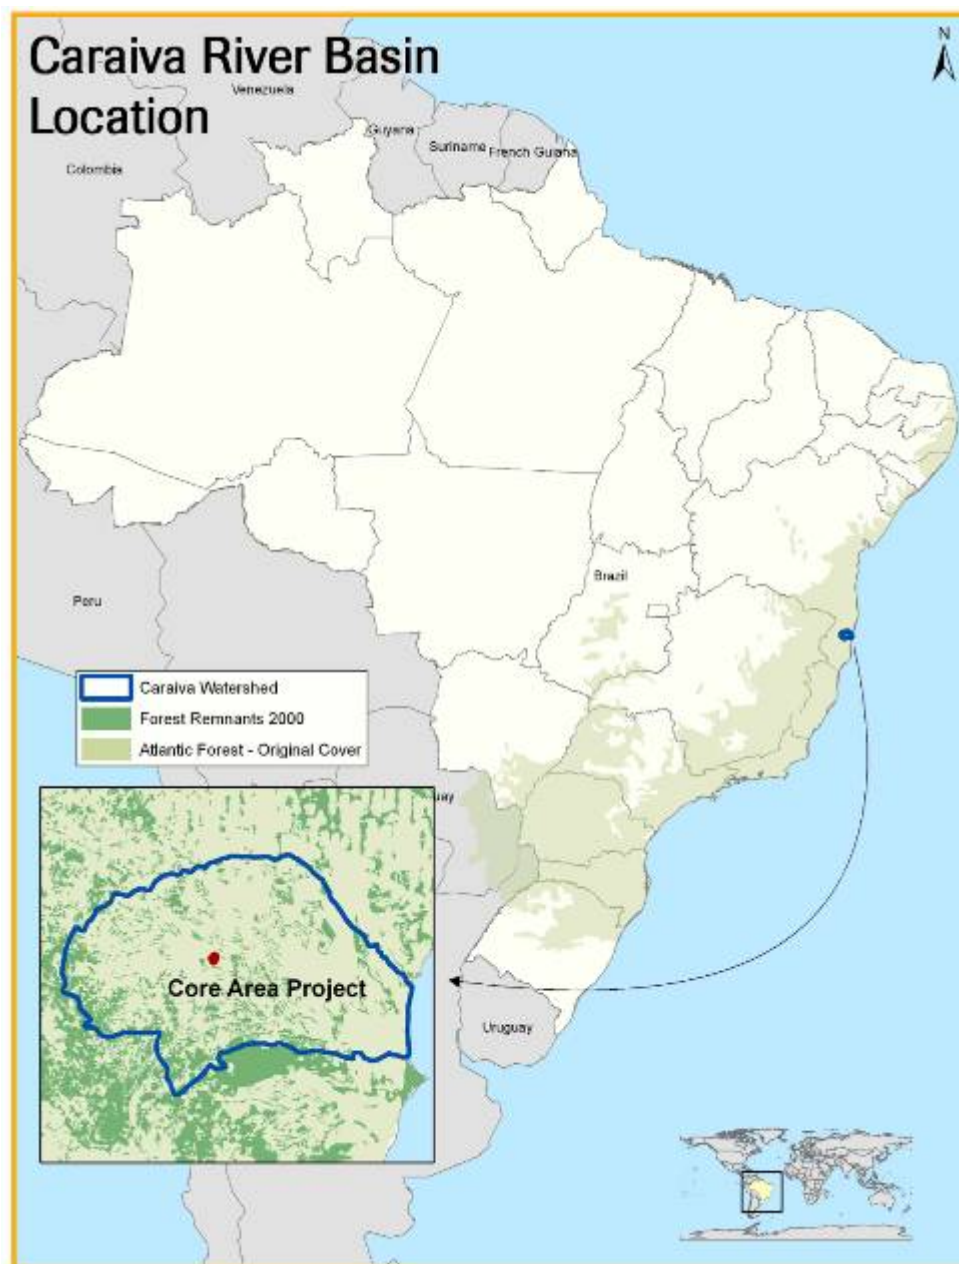 Caraiva River Basin
Location
N
Venezuela
Guyana
Suriname
French Guiana
Colombia
Brazil
Peru
Caraiva Watershed
Forest Remnants 2000
Atlantic Forest - Original Cover
uay
Core Area Project
Uruguay